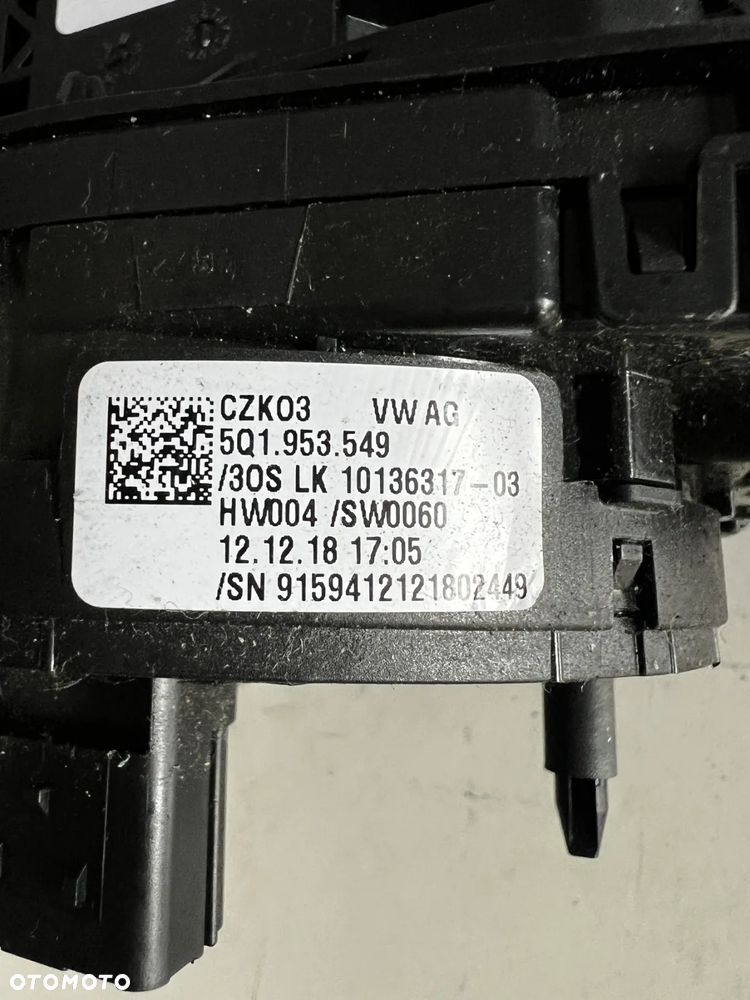 CZK03 VW AG
5Q1.953.549
/3OS LK 10136317-03
HW004 /SW0060
12.12.18 17:05
/SN 9159412121802449
OTOMOTO